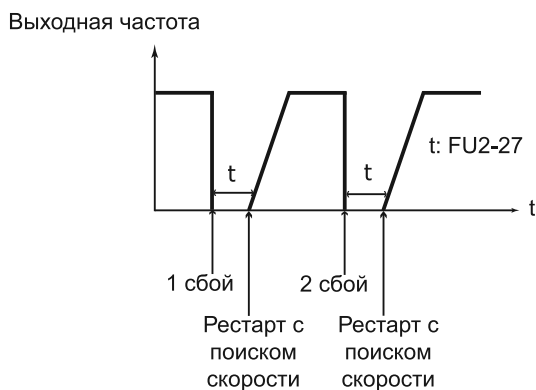 Выходная частота
t: FU2-27
t
t
t
1 сбой
2 сбой
Рестарт с
поиском
скорости
Рестарт с
поиском
скорости